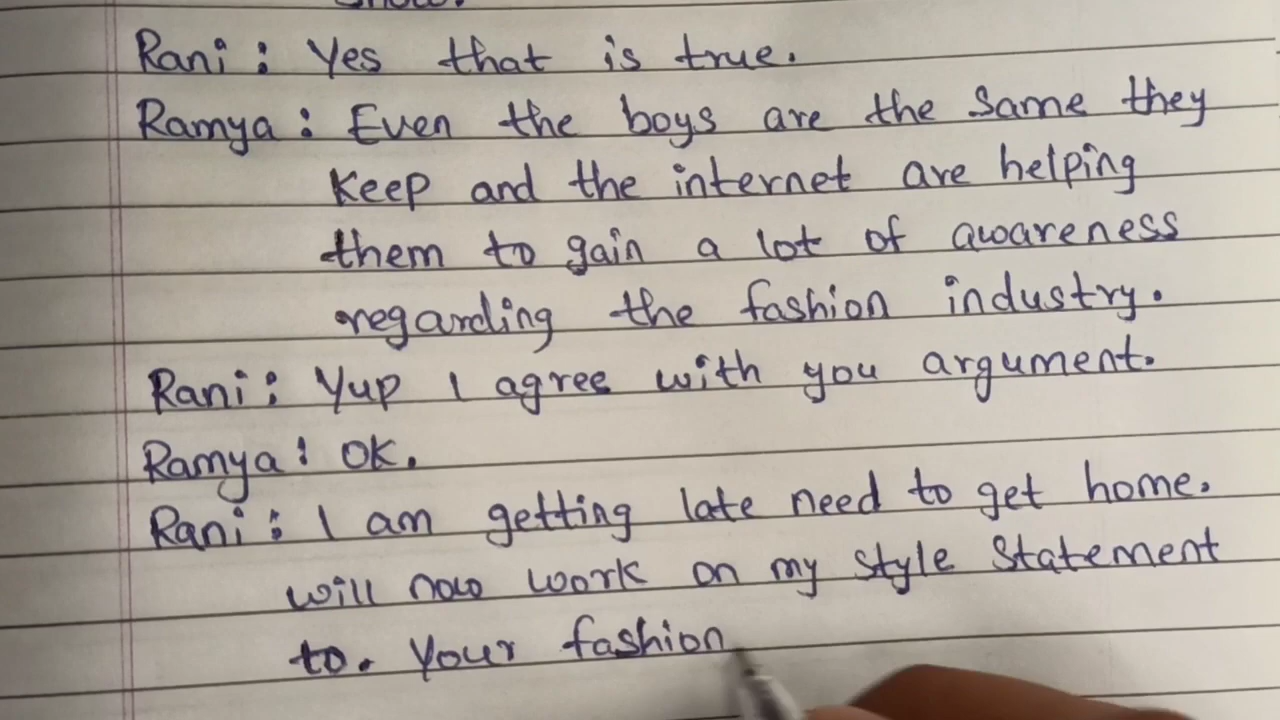 Rani : Yes that is true.
Ramya : Even the boys are the same they
keep and the internet are helping
them to gain a lot of awareness
regarding the fashion industry.
Rani : Yup I agree with you argument.
Ramya : OK.
Rani : I am getting late need to get home.
will now work on my style statement
to. Your fashion